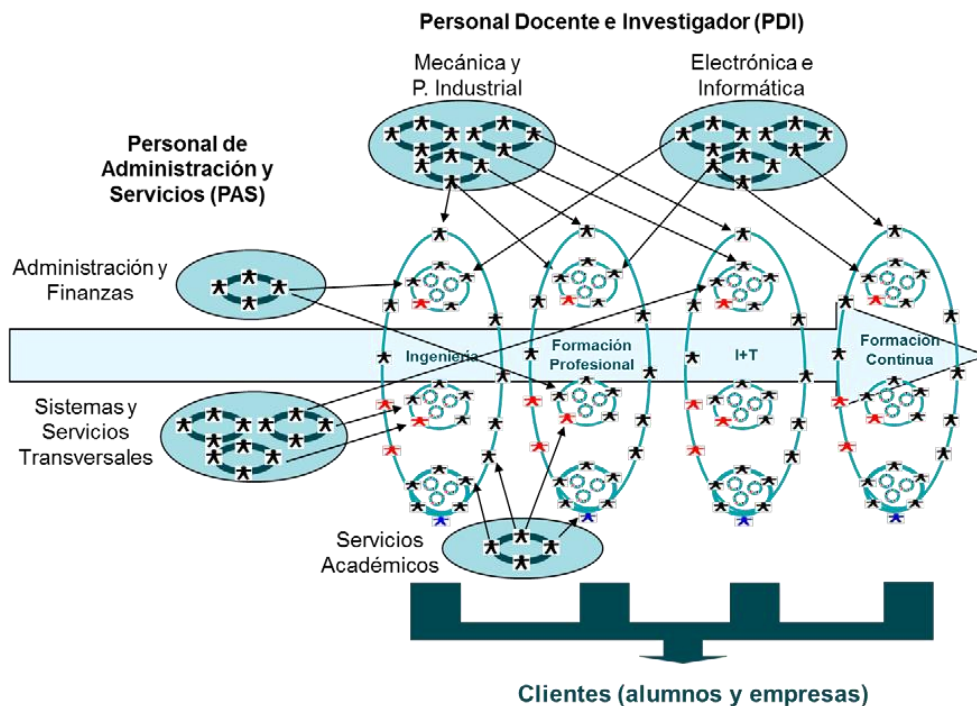 Personal Docente e Investigador (PDI)
Mecánica y
P. Industrial
Electrónica e
Informática
Personal de
Administración y
Servicios (PAS)
Administración y
Finanzas
Ingeniería
Formación
Profesional
I+T
Formación
Continua
Sistemas y
Servicios
Transversales
Servicios
Académicos
Clientes (alumnos y empresas)